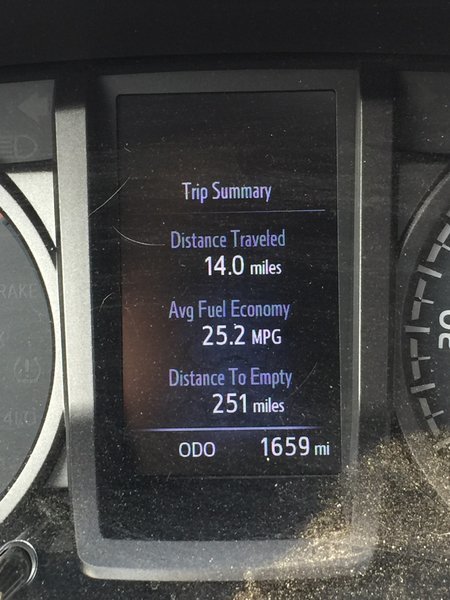 Trip Summary
Distance Traveled
14.0 miles
Avg Fuel Economy
25.2 MPG
Distance To Empty
251 miles
ODO 1659 mi